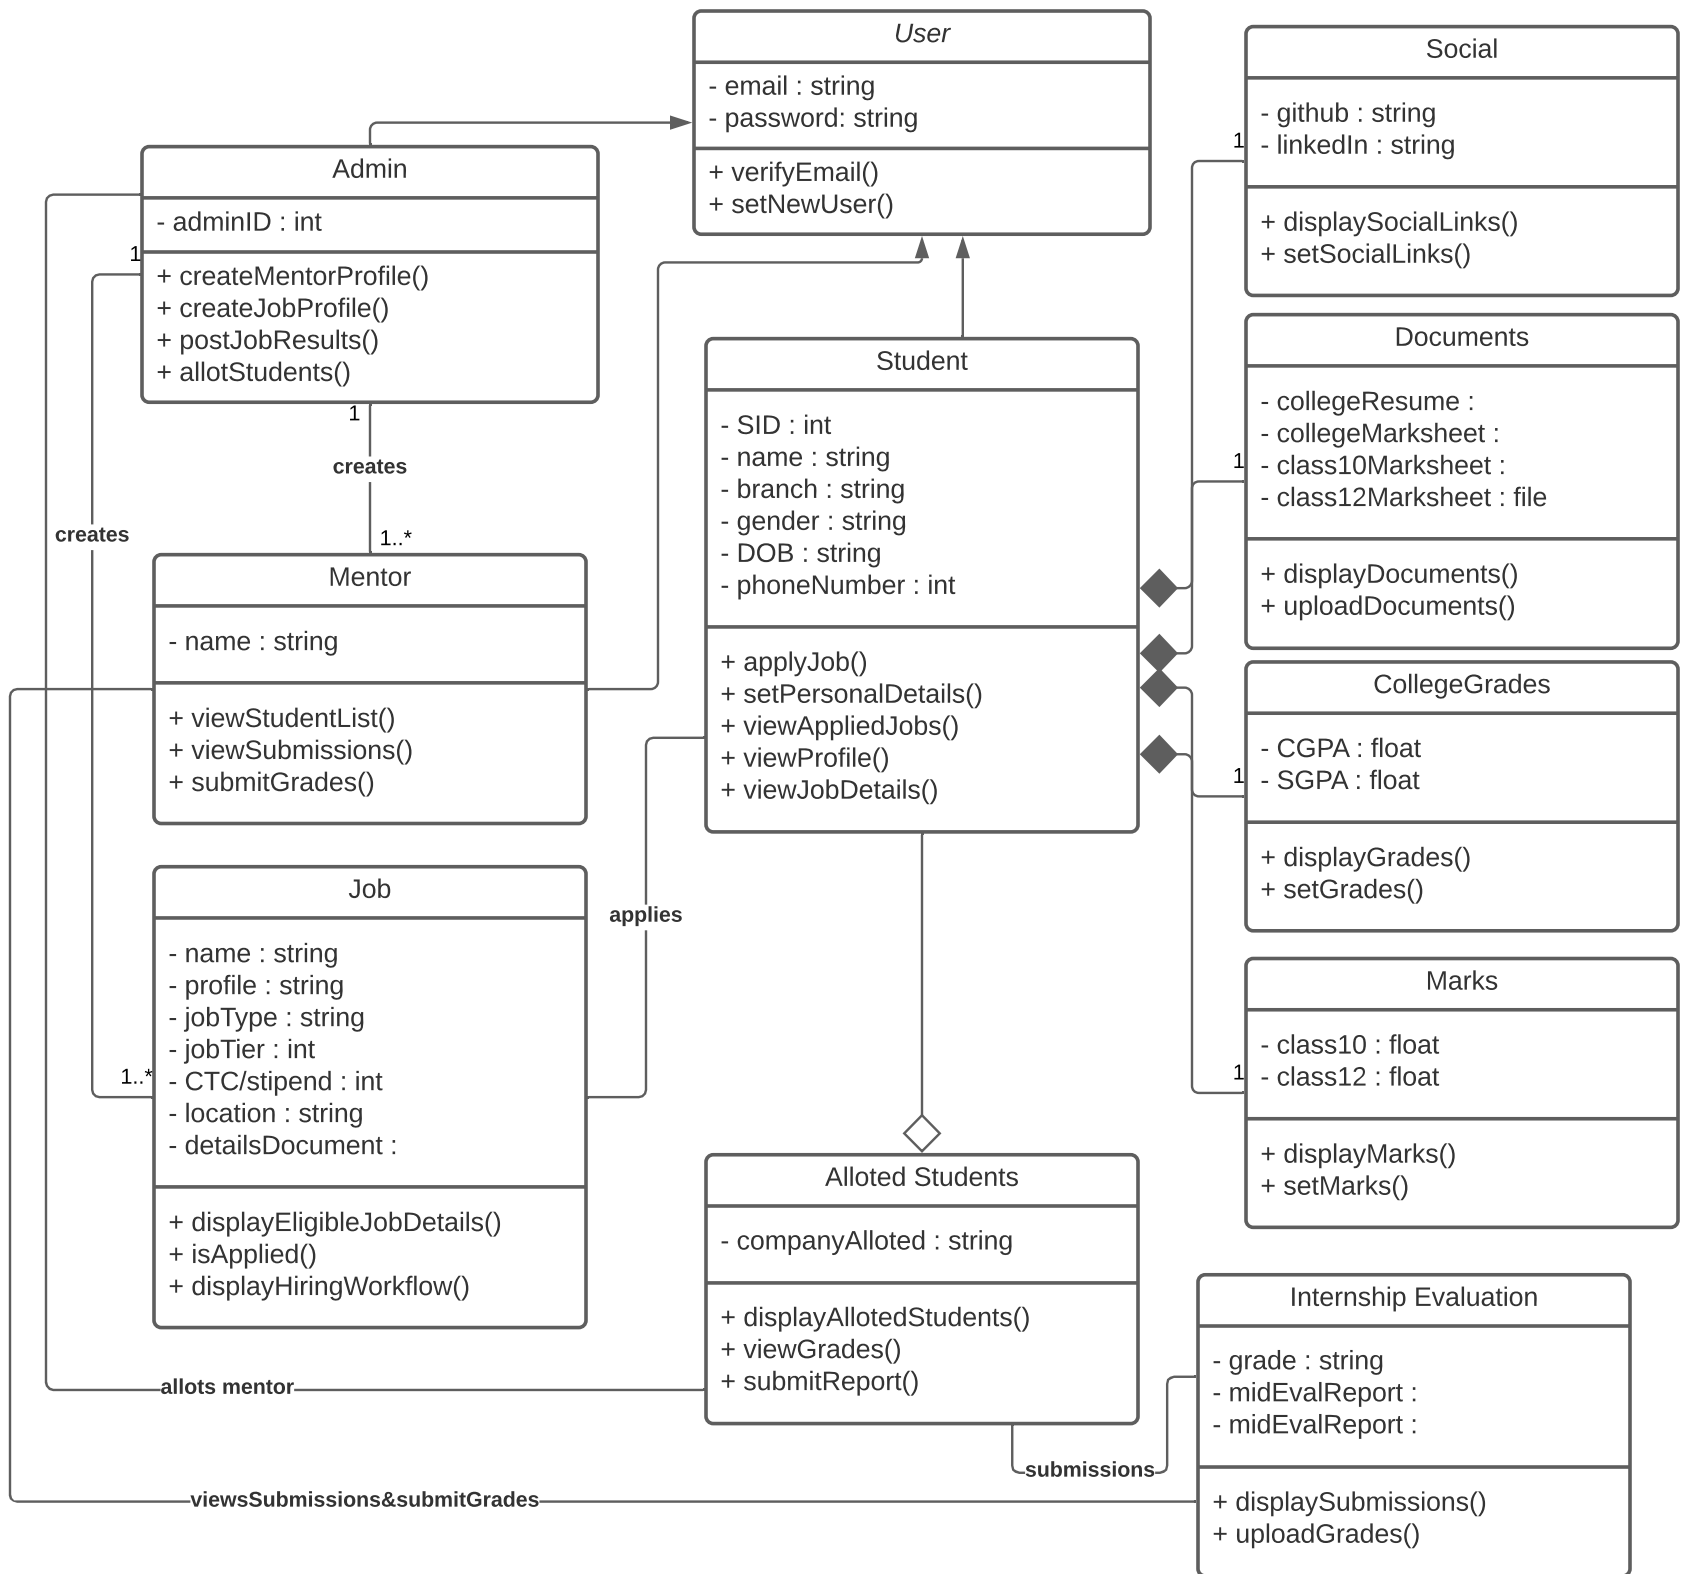 User
- email : string
- password: string
+ verifyEmail()
+ setNewUser()
Social
- github : string
- linkedIn : string
+ displaySocialLinks()
+ setSocialLinks()
1
Admin
- adminID : int
+ createMentorProfile()
+ createJobProfile()
+ postJobResults()
+ allotStudents()
1
1
creates
1..*
creates
1..*
Student
- SID : int
- name : string
- branch : string
- gender : string
- DOB : string
- phoneNumber : int
+ applyJob()
+ setPersonalDetails()
+ viewAppliedJobs()
+ viewProfile()
+ viewJobDetails()
Documents
- collegeResume :
- collegeMarksheet :
- class10Marksheet :
- class12Marksheet : file
+ displayDocuments()
+ uploadDocuments()
1
Mentor
- name : string
+ viewStudentList()
+ viewSubmissions()
+ submitGrades()
CollegeGrades
- CGPA : float
- SGPA : float
+ displayGrades()
+ setGrades()
1
Job
- name : string
- profile : string
- jobType : string
- jobTier : int
- CTC/stipend : int
- location : string
- detailsDocument :
+ displayEligibleJobDetails()
+ isApplied()
+ displayHiringWorkflow()
applies
Marks
- class10 : float
- class12 : float
+ displayMarks()
+ setMarks()
1
Alloted Students
- companyAlloted : string
+ displayAllotedStudents()
+ viewGrades()
+ submitReport()
allots mentor
Internship Evaluation
- grade : string
- midEvalReport :
- midEvalReport :
+ displaySubmissions()
+ uploadGrades()
submissions
viewsSubmissions&submitGrades